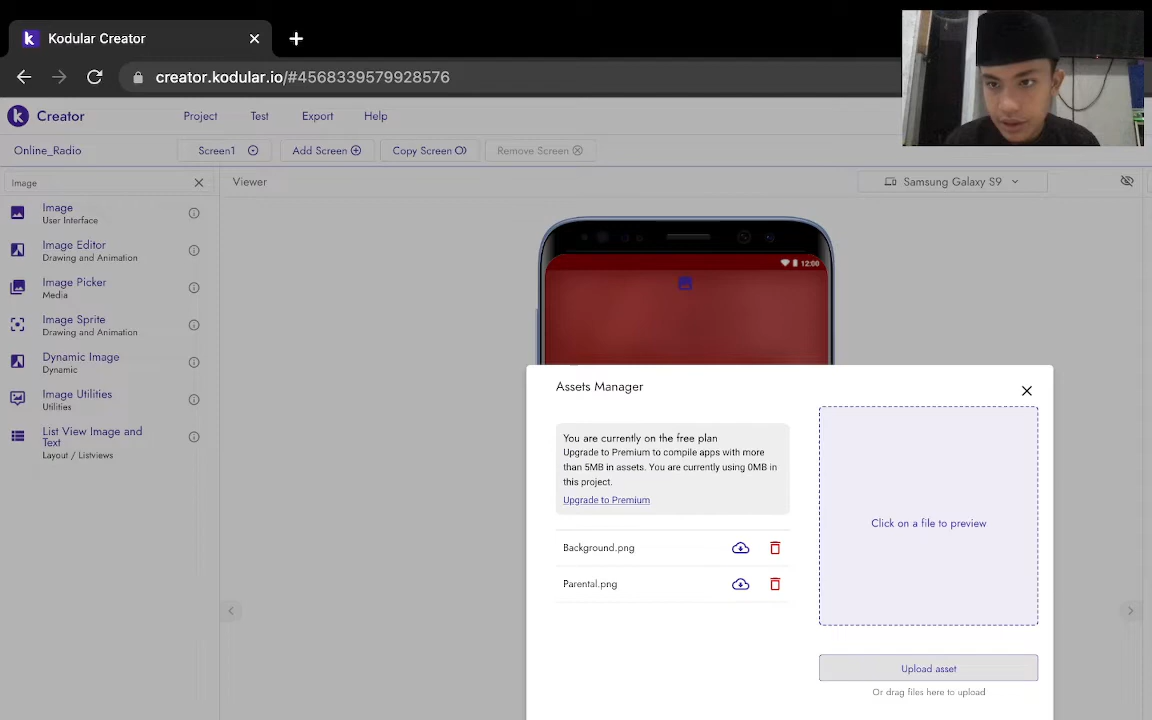 Kodular Creator
creator.kodular.io/#4568339579928576
Creator
Project
Test
Export
Help
Online_Radio
Screen1
Add Screen
Copy Screen
Remove Screen
Image
Viewer
Samsung Galaxy S9
Image
User Interface
Image Editor
Drawing and Animation
Image Picker
Media
Image Sprite
Drawing and Animation
Dynamic Image
Dynamic
Image Utilities
Utilities
List View Image and
Text
Layout / Listviews
12:00
Assets Manager
You are currently on the free plan
Upgrade to Premium to compile apps with more
than 5MB in assets. You are currently using 0MB in
this project.
Upgrade to Premium
Background.png
Parental.png
Click on a file to preview
Upload asset
Or drag files here to upload